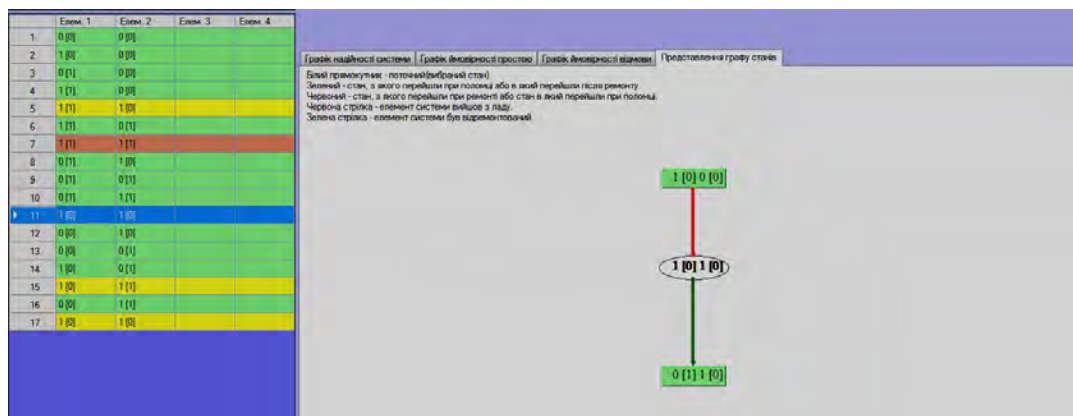 Елем. 1 Елем. 2 Елем. 3 Елем. 4
1 0 [0] 0 [0]
2 1 [0] 0 [0]
3 0 [1] 0 [0]
4 1 [1] 0 [0]
5 1 [1] 1 [0]
6 1 [1] 0 [1]
7 1 [1] 1 [1]
8 0 [1] 1 [0]
9 0 [1] 0 [1]
10 0 [1] 1 [1]
11 1 [0] 1 [0]
12 0 [0] 1 [0]
13 0 [0] 0 [1]
14 1 [0] 0 [1]
15 1 [0] 1 [1]
16 0 [0] 1 [1]
17 1 [0] 1 [0]
Графік надійності системи Графік ймовірності простою Графік ймовірності відмови Представлення графу станів
Білий прямокутник - поточний(вибраний стан)
Зелений - стан, з якого перейшли при поломці або в який перейшли після ремонту.
Червоний - стан, з якого перейшли при ремонті або стан в який перейшли при поломці.
Червона стрілка - елемент системи вийшов з ладу.
Зелена стрілка - елемент системи був відремонтований.
1 [0] 0 [0]
1 [0] 1 [0]
0 [1] 1 [0]